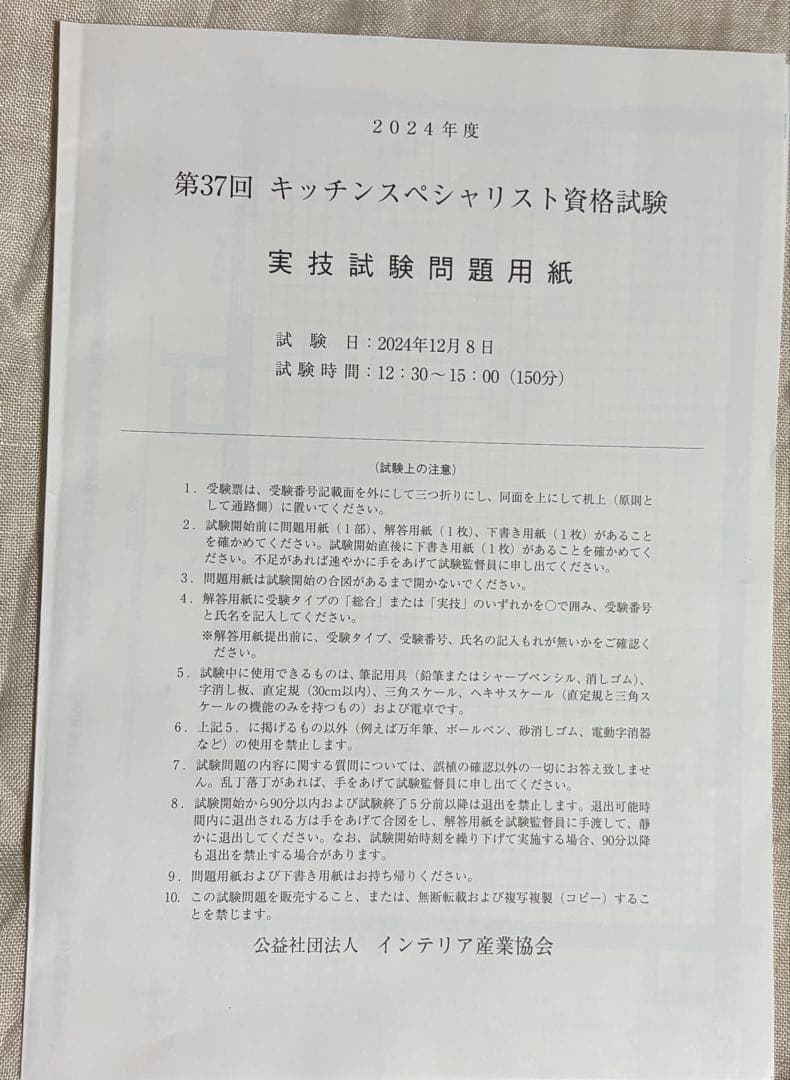 ２０２４年度
第37回 キッチンスペシャリスト資格試験
実技試験問題用紙
試　験　日：2024年12月８日
試験時間：12：30～15：00（150分）
（試験上の注意）
１．受験票は、受験番号記載面を外にして三つ折りにし、同面を上にして机上（原則と
して通路側）に置いてください。
２．試験開始前に問題用紙（１部）、解答用紙（１枚）、下書き用紙（１枚）があること
を確かめてください。試験開始直後に下書き用紙（１枚）があることを確かめてく
ださい。不足があれば速やかに手をあげて試験監督員に申し出てください。
３．問題用紙は試験開始の合図があるまで開かないでください。
４．解答用紙に受験タイプの「総合」または「実技」のいずれかを○で囲み、受験番号
と氏名を記入してください。
※解答用紙提出前に、受験タイプ、受験番号、氏名の記入もれが無いかをご確認く
ださい。
５．試験中に使用できるものは、筆記用具（鉛筆またはシャープペンシル、消しゴム）、
字消し板、直定規（30cm以内）、三角スケール、ヘキサスケール（直定規と三角ス
ケールの機能のみを持つもの）および電卓です。
６．上記５．に掲げるもの以外（例えば万年筆、ボールペン、砂消しゴム、電動字消器
など）の使用を禁止します。
７．試験問題の内容に関する質問については、誤植の確認以外の一切にお答え致しませ
ん。乱丁落丁があれば、手をあげて試験監督員に申し出てください。
８．試験開始から90分以内および試験終了５分前以降は退出を禁止します。退出可能時
間内に退出される方は手をあげて合図をし、解答用紙を試験監督員に手渡して、静
かに退出してください。なお、試験開始時刻を繰り下げて実施する場合、90分以降
も退出を禁止する場合があります。
９．問題用紙および下書き用紙はお持ち帰りください。
10．この試験問題を販売すること、または、無断転載および複写複製（コピー）するこ
とを禁じます。
公益社団法人　インテリア産業協会